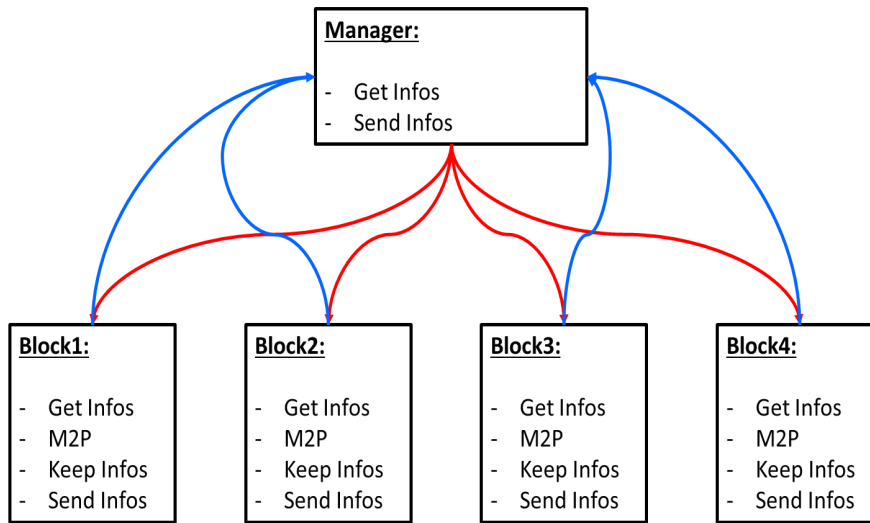 Manager:
- Get Infos
- Send Infos
Block1:
- Get Infos
- M2P
- Keep Infos
- Send Infos
Block2:
- Get Infos
- M2P
- Keep Infos
- Send Infos
Block3:
- Get Infos
- M2P
- Keep Infos
- Send Infos
Block4:
- Get Infos
- M2P
- Keep Infos
- Send Infos